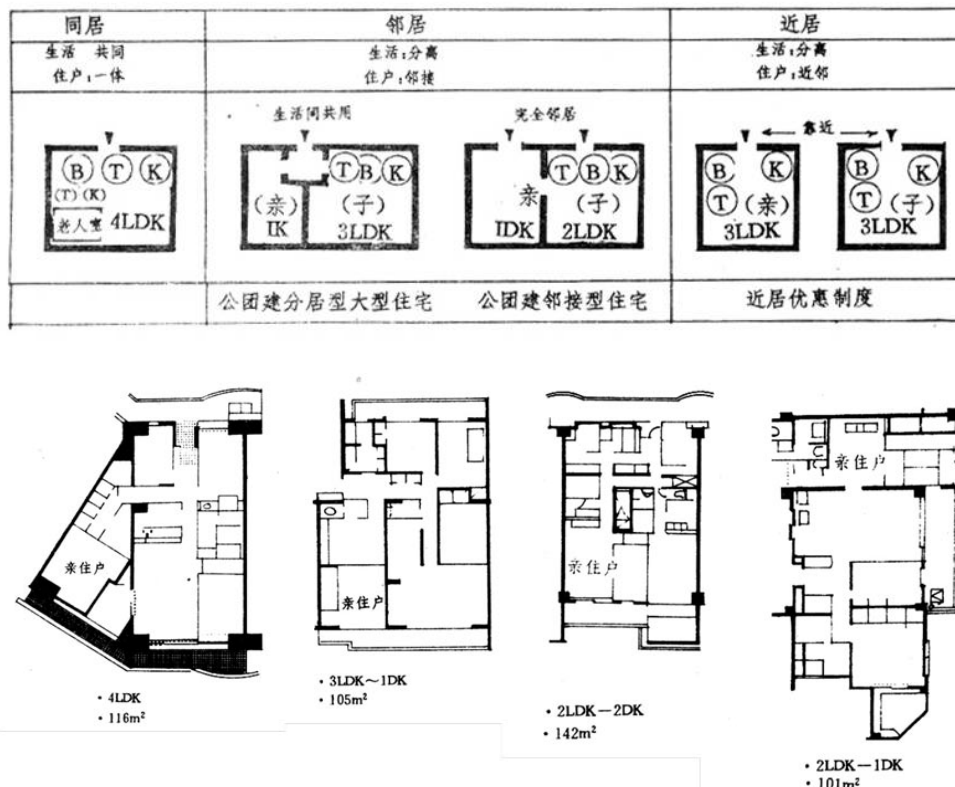 同居
邻居
近居
生活 共同
住户:一体
生活:分离
住户:邻接
生活:分离
住户:近邻
生活间共用
完全邻居
靠近
B T K
(T) (K)
老人室 4LDK
T B K
(亲) (子)
1K 3LDK
T B K
亲 (子)
1DK 2LDK
B K
T (亲)
3LDK
B K
T (子)
3LDK
公团建分居型大型住宅
公团建邻接型住宅
近居优惠制度
亲住户
• 4LDK
• 116m²
亲住户
• 3LDK~1DK
• 105m²
亲住户
• 2LDK—2DK
• 142m²
亲住户
• 2LDK—1DK
• 101m²